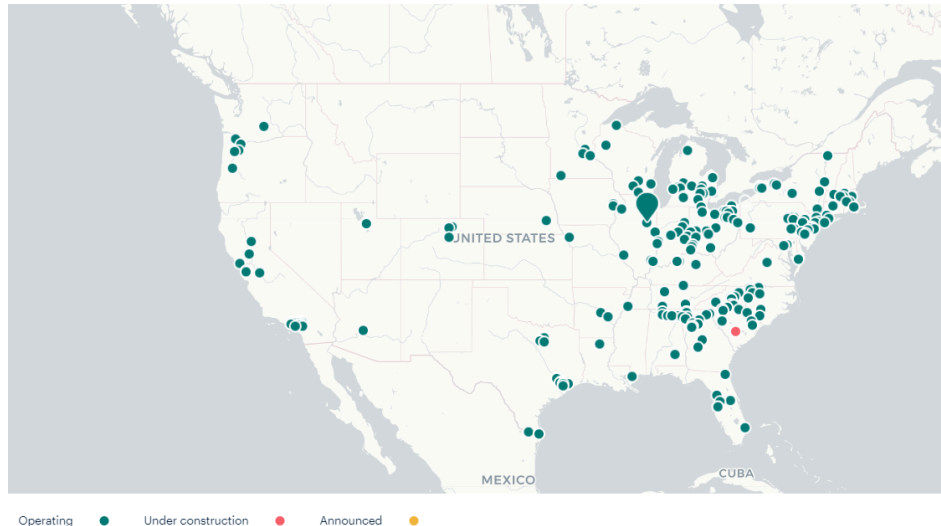 UNITED STATES
MEXICO
CUBA
Operating Under construction Announced